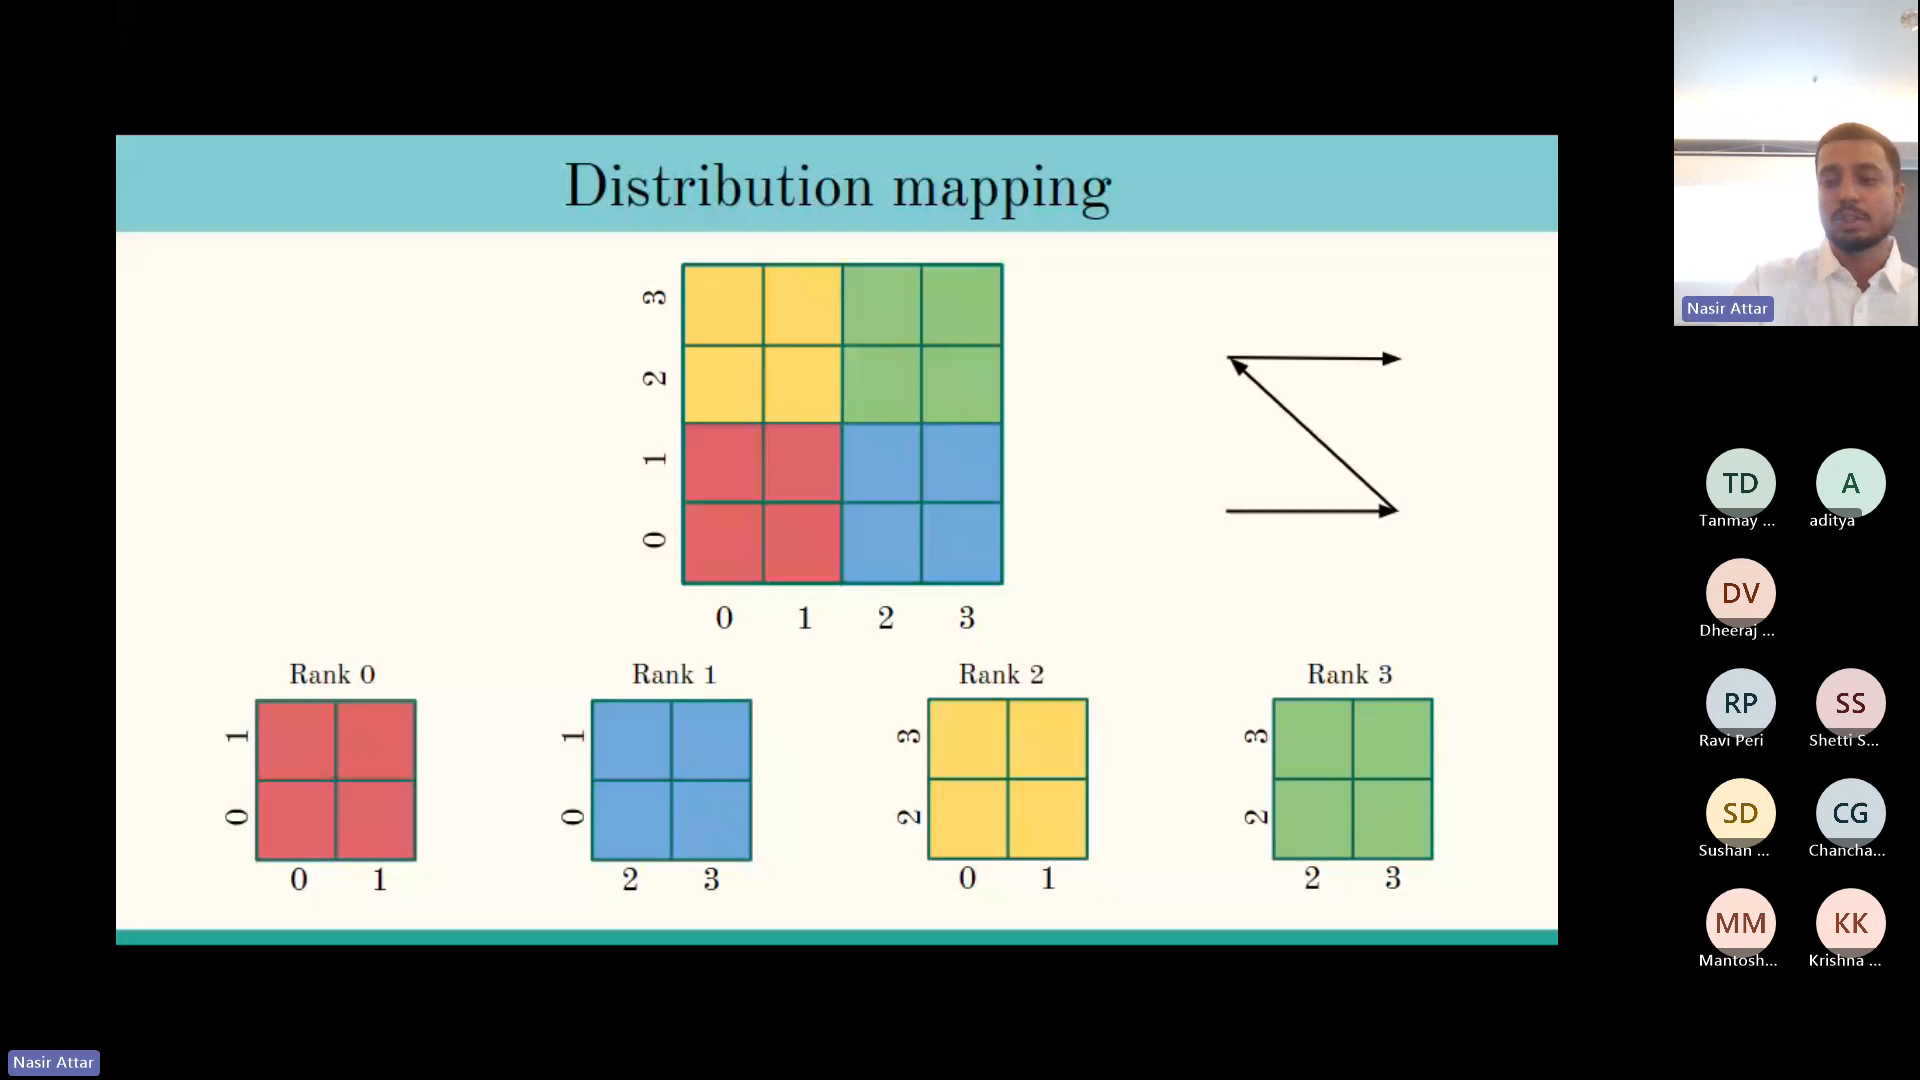 Distribution mapping
3
2
1
0
0 1 2 3
Rank 0
1
0
0 1
Rank 1
1
0
2 3
Rank 2
3
2
0 1
Rank 3
3
2
2 3
Nasir Attar
TD
Tanmay ...
A
aditya
DV
Dheeraj ...
RP
Ravi Peri
SS
Shetti S...
SD
Sushan ...
CG
Chancha...
MM
Mantosh...
KK
Krishna ...
Nasir Attar